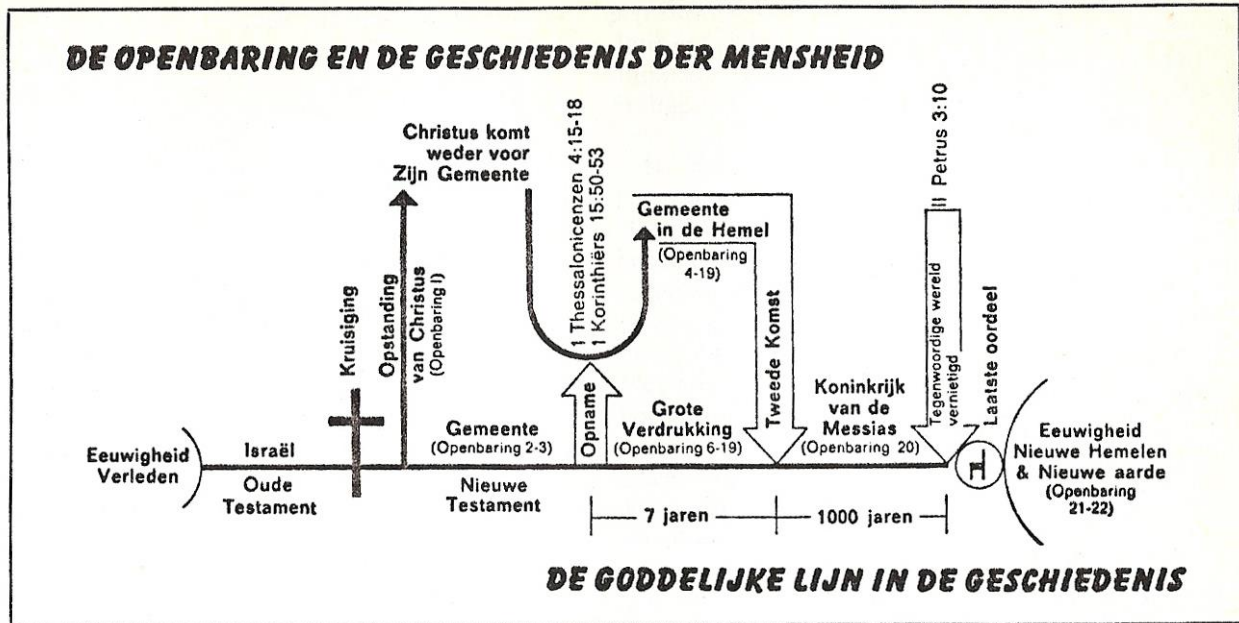 DE OPENBARING EN DE GESCHIEDENIS DER MENSHEID
Christus komt
weder voor
Zijn Gemeente
1 Thessalonicenzen 4:15-18
1 Korinthiërs 15:50-53
II Petrus 3:10
Gemeente
in de Hemel
(Openbaring
4-19)
Kruisiging
Opstanding
van Christus
(Openbaring I)
Opname
Tweede Komst
Tegenwoordige wereld
vernietigd
Laatste oordeel
Eeuwigheid
Verleden
Israël
Oude
Testament
Gemeente
(Openbaring 2-3)
Nieuwe
Testament
Grote
Verdrukking
(Openbaring 6-19)
Koninkrijk
van de
Messias
(Openbaring 20)
Eeuwigheid
Nieuwe Hemelen
& Nieuwe aarde
(Openbaring
21-22)
7 jaren
1000 jaren
DE GODDELIJKE LIJN IN DE GESCHIEDENIS